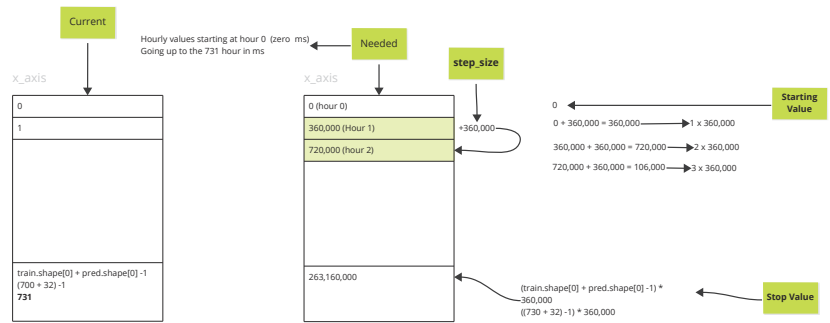 Current
Hourly values starting at hour 0 (zero ms)
Going up to the 731 hour in ms
Needed
step_size
x_axis
x_axis
0
1
train.shape[0] + pred.shape[0] -1
(700 + 32) -1
731
0 (hour 0)
360,000 (Hour 1)
720,000 (hour 2)
263,160,000
+360,000
0
Starting
Value
0 + 360,000 = 360,000
1 x 360,000
360,000 + 360,000 = 720,000
2 x 360,000
720,000 + 360,000 = 106,000
3 x 360,000
(train.shape[0] + pred.shape[0] -1) *
360,000
((730 + 32) -1) * 360,000
Stop Value